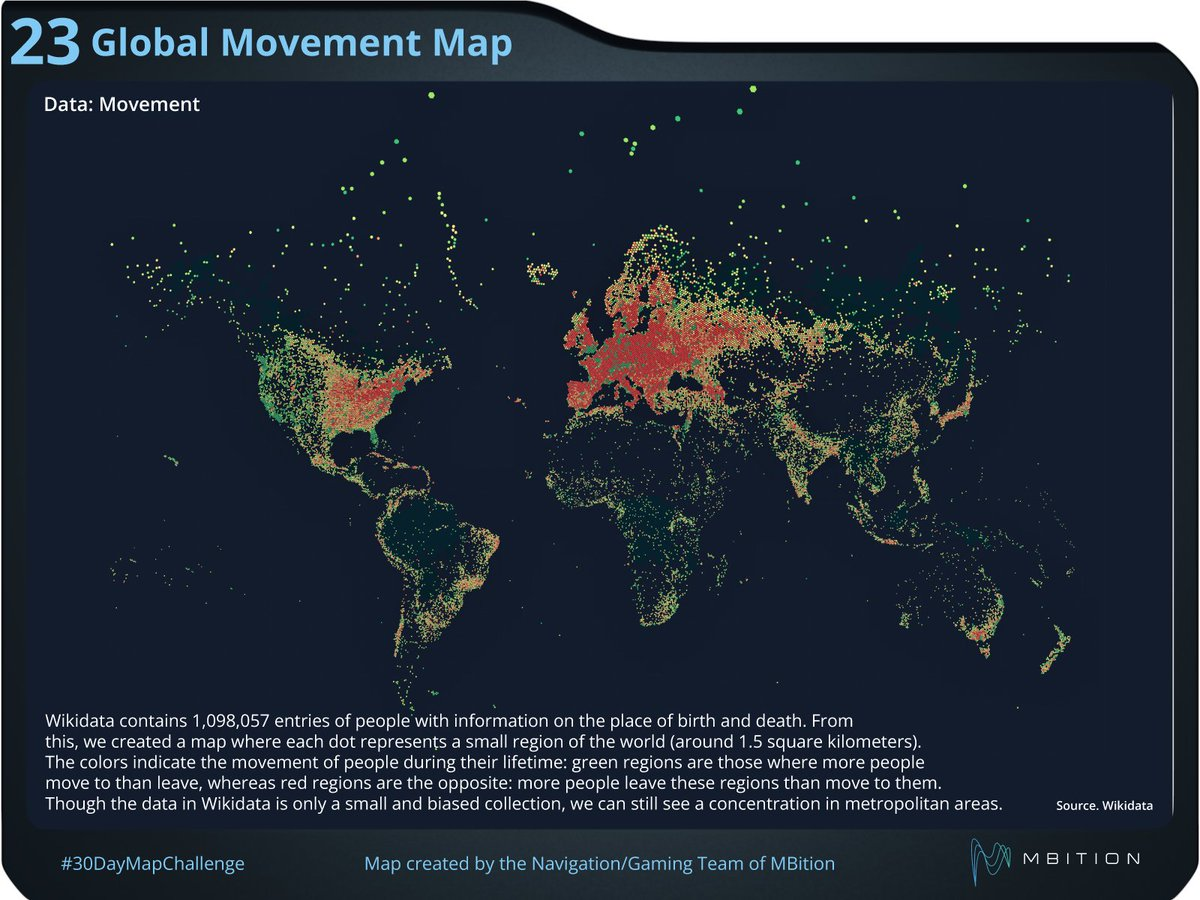 23 Global Movement Map
Data: Movement
Wikidata contains 1,098,057 entries of people with information on the place of birth and death. From
this, we created a map where each dot represents a small region of the world (around 1.5 square kilometers).
The colors indicate the movement of people during their lifetime: green regions are those where more people
move to than leave, whereas red regions are the opposite: more people leave these regions than move to them.
Though the data in Wikidata is only a small and biased collection, we can still see a concentration in metropolitan areas.
Source. Wikidata
#30DayMapChallenge
Map created by the Navigation/Gaming Team of MBition
MBITION